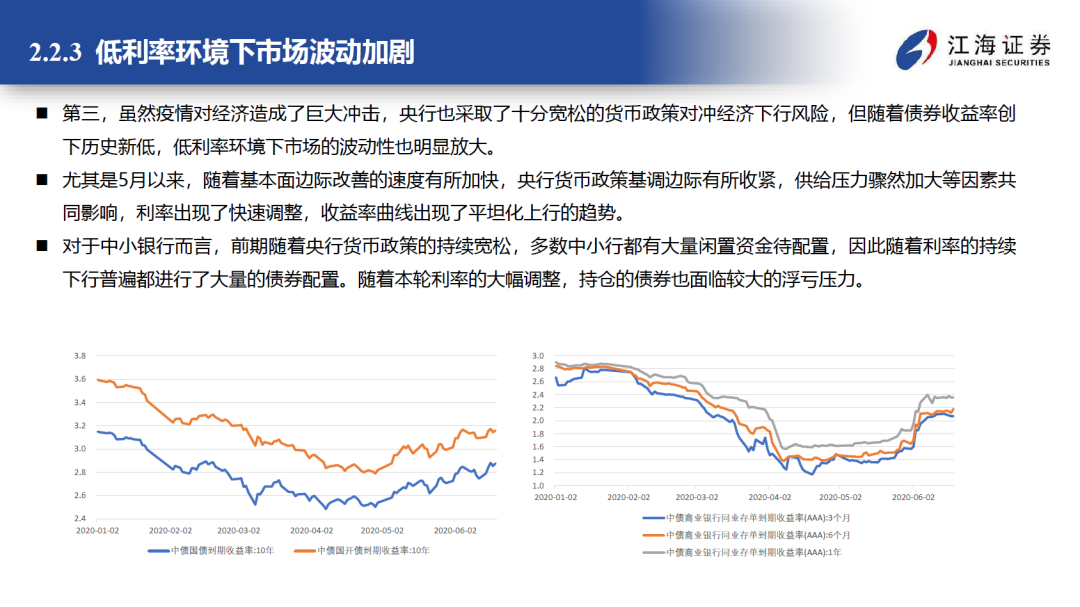 2.2.3 低利率环境下市场波动加剧
江海证券
JIANGHAI SECURITIES
■ 第三，虽然疫情对经济造成了巨大冲击，央行也采取了十分宽松的货币政策对冲经济下行风险，但随着债券收益率创
下历史新低，低利率环境下市场的波动性也明显放大。
■ 尤其是5月以来，随着基本面边际改善的速度有所加快，央行货币政策基调边际有所收紧，供给压力骤然加大等因素共
同影响，利率出现了快速调整，收益率曲线出现了平坦化上行的趋势。
■ 对于中小银行而言，前期随着央行货币政策的持续宽松，多数中小行都有大量闲置资金待配置，因此随着利率的持续
下行普遍都进行了大量的债券配置。随着本轮利率的大幅调整，持仓的债券也面临较大的浮亏压力。
3.8
3.6
3.4
3.2
3.0
2.8
2.6
2.4
2020-01-02 2020-02-02 2020-03-02 2020-04-02 2020-05-02 2020-06-02
中债国债到期收益率:10年 中债国开债到期收益率:10年
3.0
2.8
2.6
2.4
2.2
2.0
1.8
1.6
1.4
1.2
1.0
2020-01-02 2020-02-02 2020-03-02 2020-04-02 2020-05-02 2020-06-02
中债商业银行同业存单到期收益率(AAA):3个月
中债商业银行同业存单到期收益率(AAA):6个月
中债商业银行同业存单到期收益率(AAA):1年